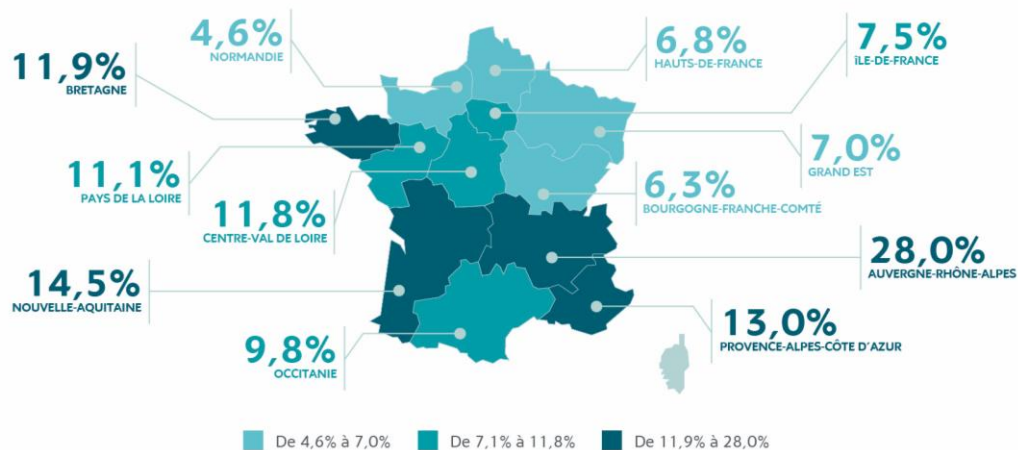 4,6%
NORMANDIE
6,8%
HAUTS-DE-FRANCE
7,5%
ÎLE-DE-FRANCE
11,9%
BRETAGNE
7,0%
GRAND EST
11,1%
PAYS DE LA LOIRE
6,3%
BOURGOGNE-FRANCHE-COMTÉ
11,8%
CENTRE-VAL DE LOIRE
28,0%
AUVERGNE-RHÔNE-ALPES
14,5%
NOUVELLE-AQUITAINE
13,0%
PROVENCE-ALPES-CÔTE D'AZUR
9,8%
OCCITANIE
De 4,6% à 7,0%
De 7,1% à 11,8%
De 11,9% à 28,0%